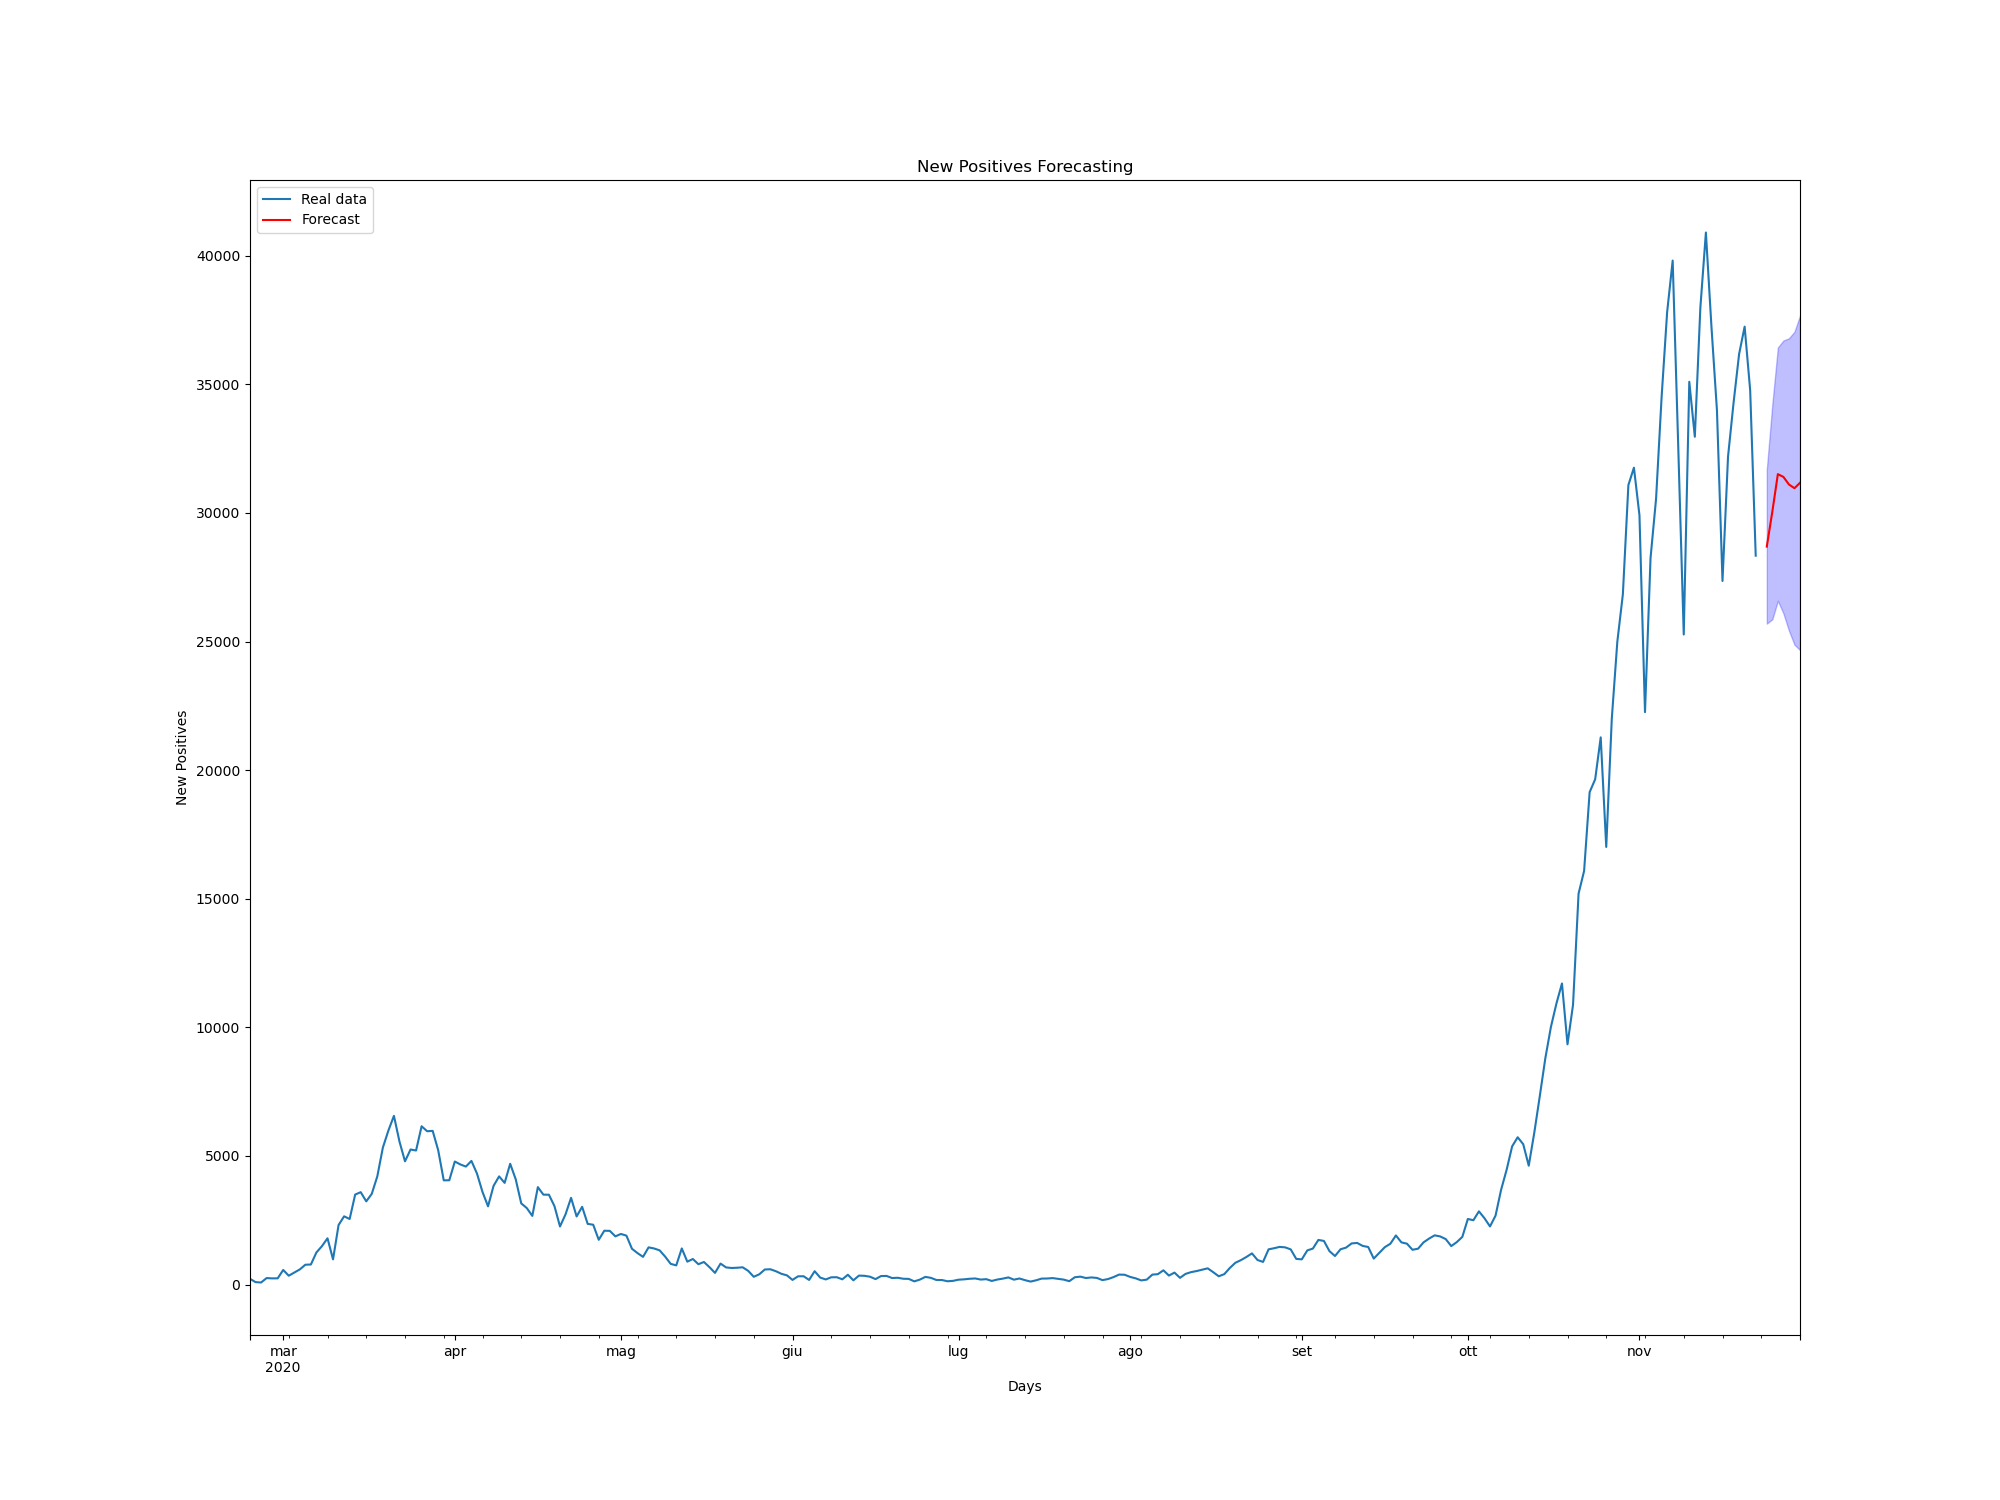 New Positives Forecasting
Real data
Forecast
40000
35000
30000
25000
20000
15000
10000
5000
0
New Positives
mar apr mag giu lug ago set ott nov
2020
Days